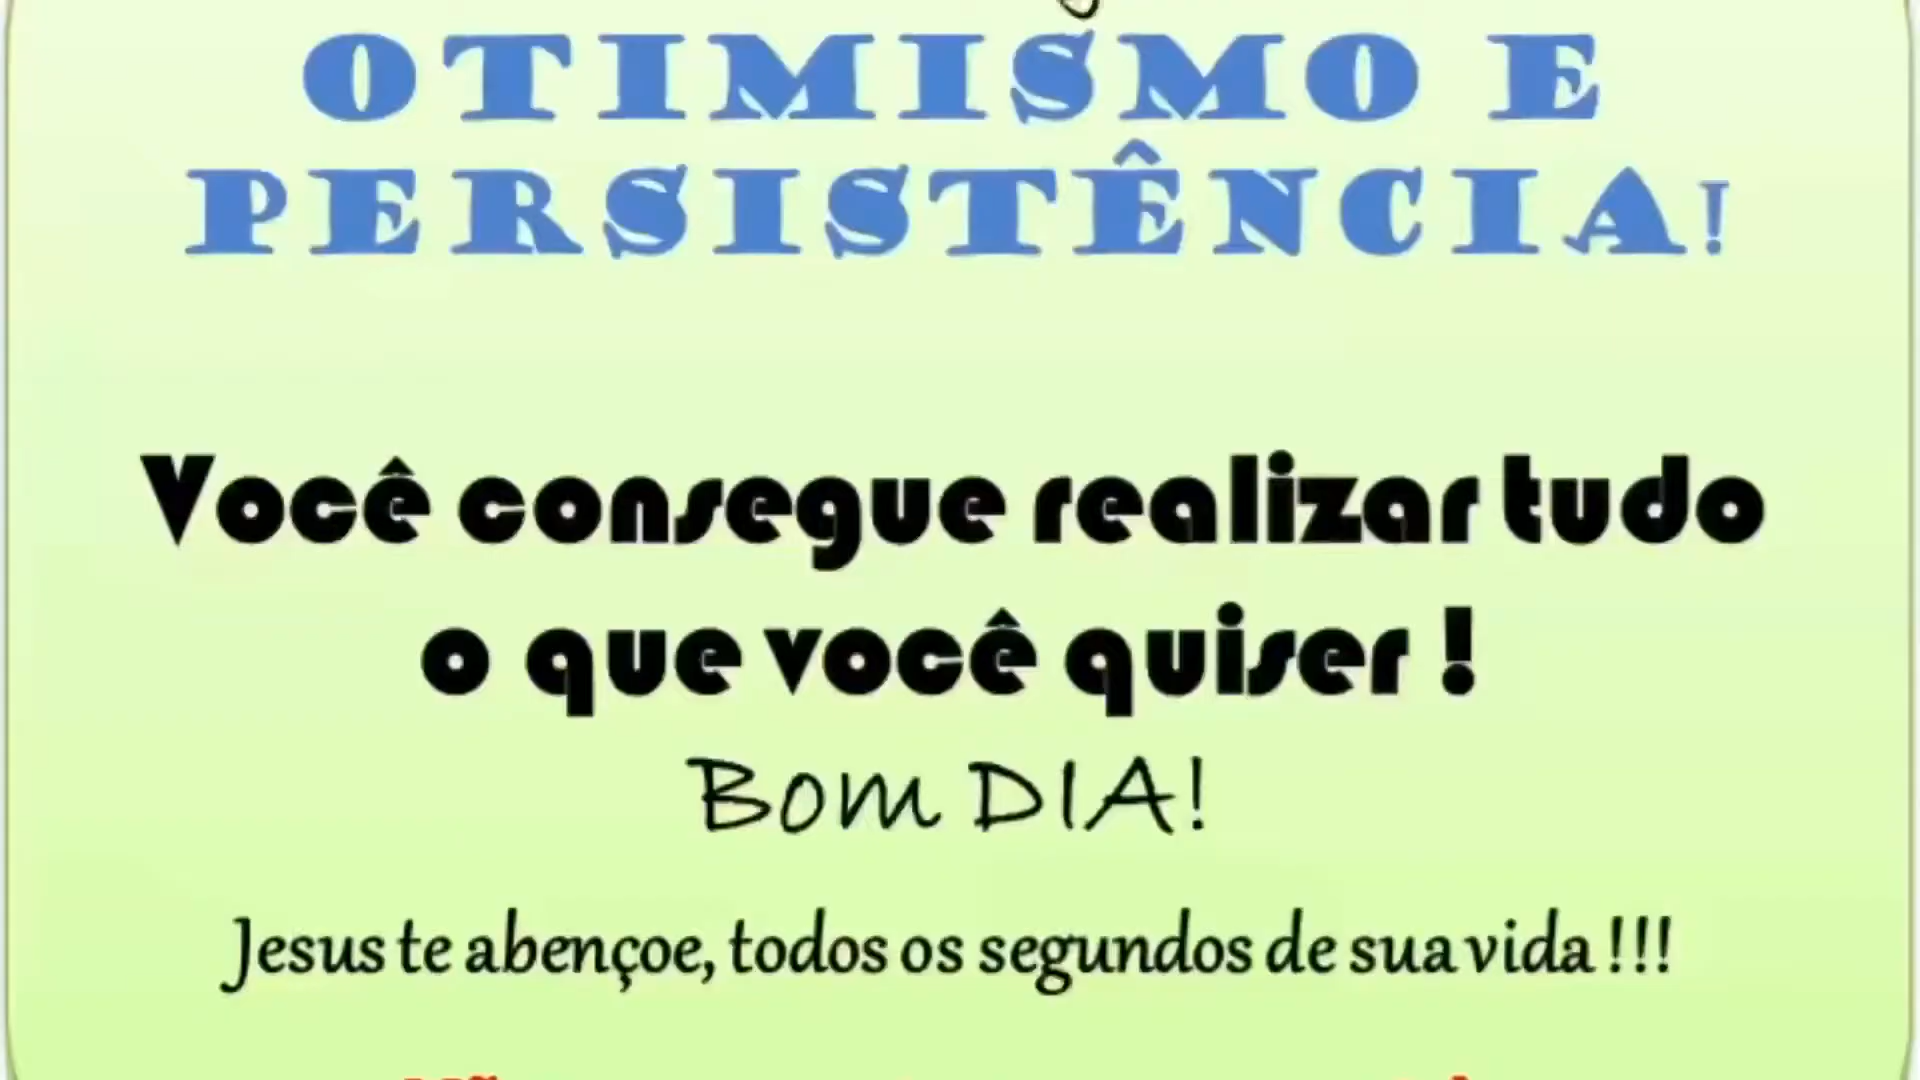 OTIMISMO E
PERSISTÊNCIA!
Você consegue realizar tudo
o que você quiser !
BOM DIA!
Jesus te abençoe, todos os segundos de sua vida !!!